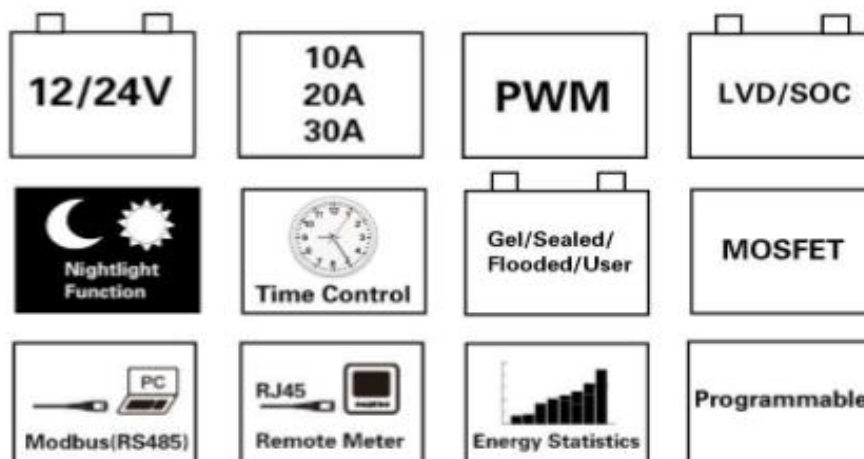 12/24V
10A
20A
30A
PWM
LVD/SOC
Nightlight
Function
Time Control
Gel/Sealed/
Flooded/User
MOSFET
PC
Modbus(RS485)
RJ45
Remote Meter
Energy Statistics
Programmable